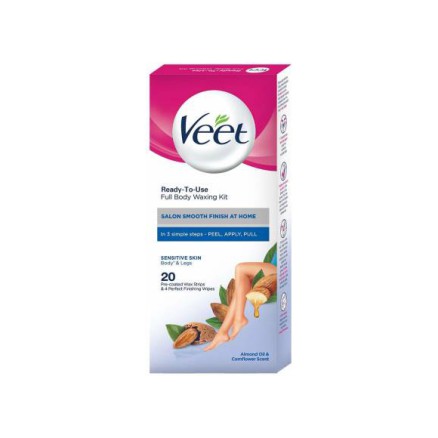 Veet
Ready-To-Use
Full Body Waxing Kit
SALON SMOOTH FINISH AT HOME
In 3 simple steps - PEEL, APPLY, PULL
SENSITIVE SKIN
Body* & Legs
20
Pre-coated Wax Strips
& 4 Perfect Finishing Wipes
Almond Oil &
Cornflower Scent